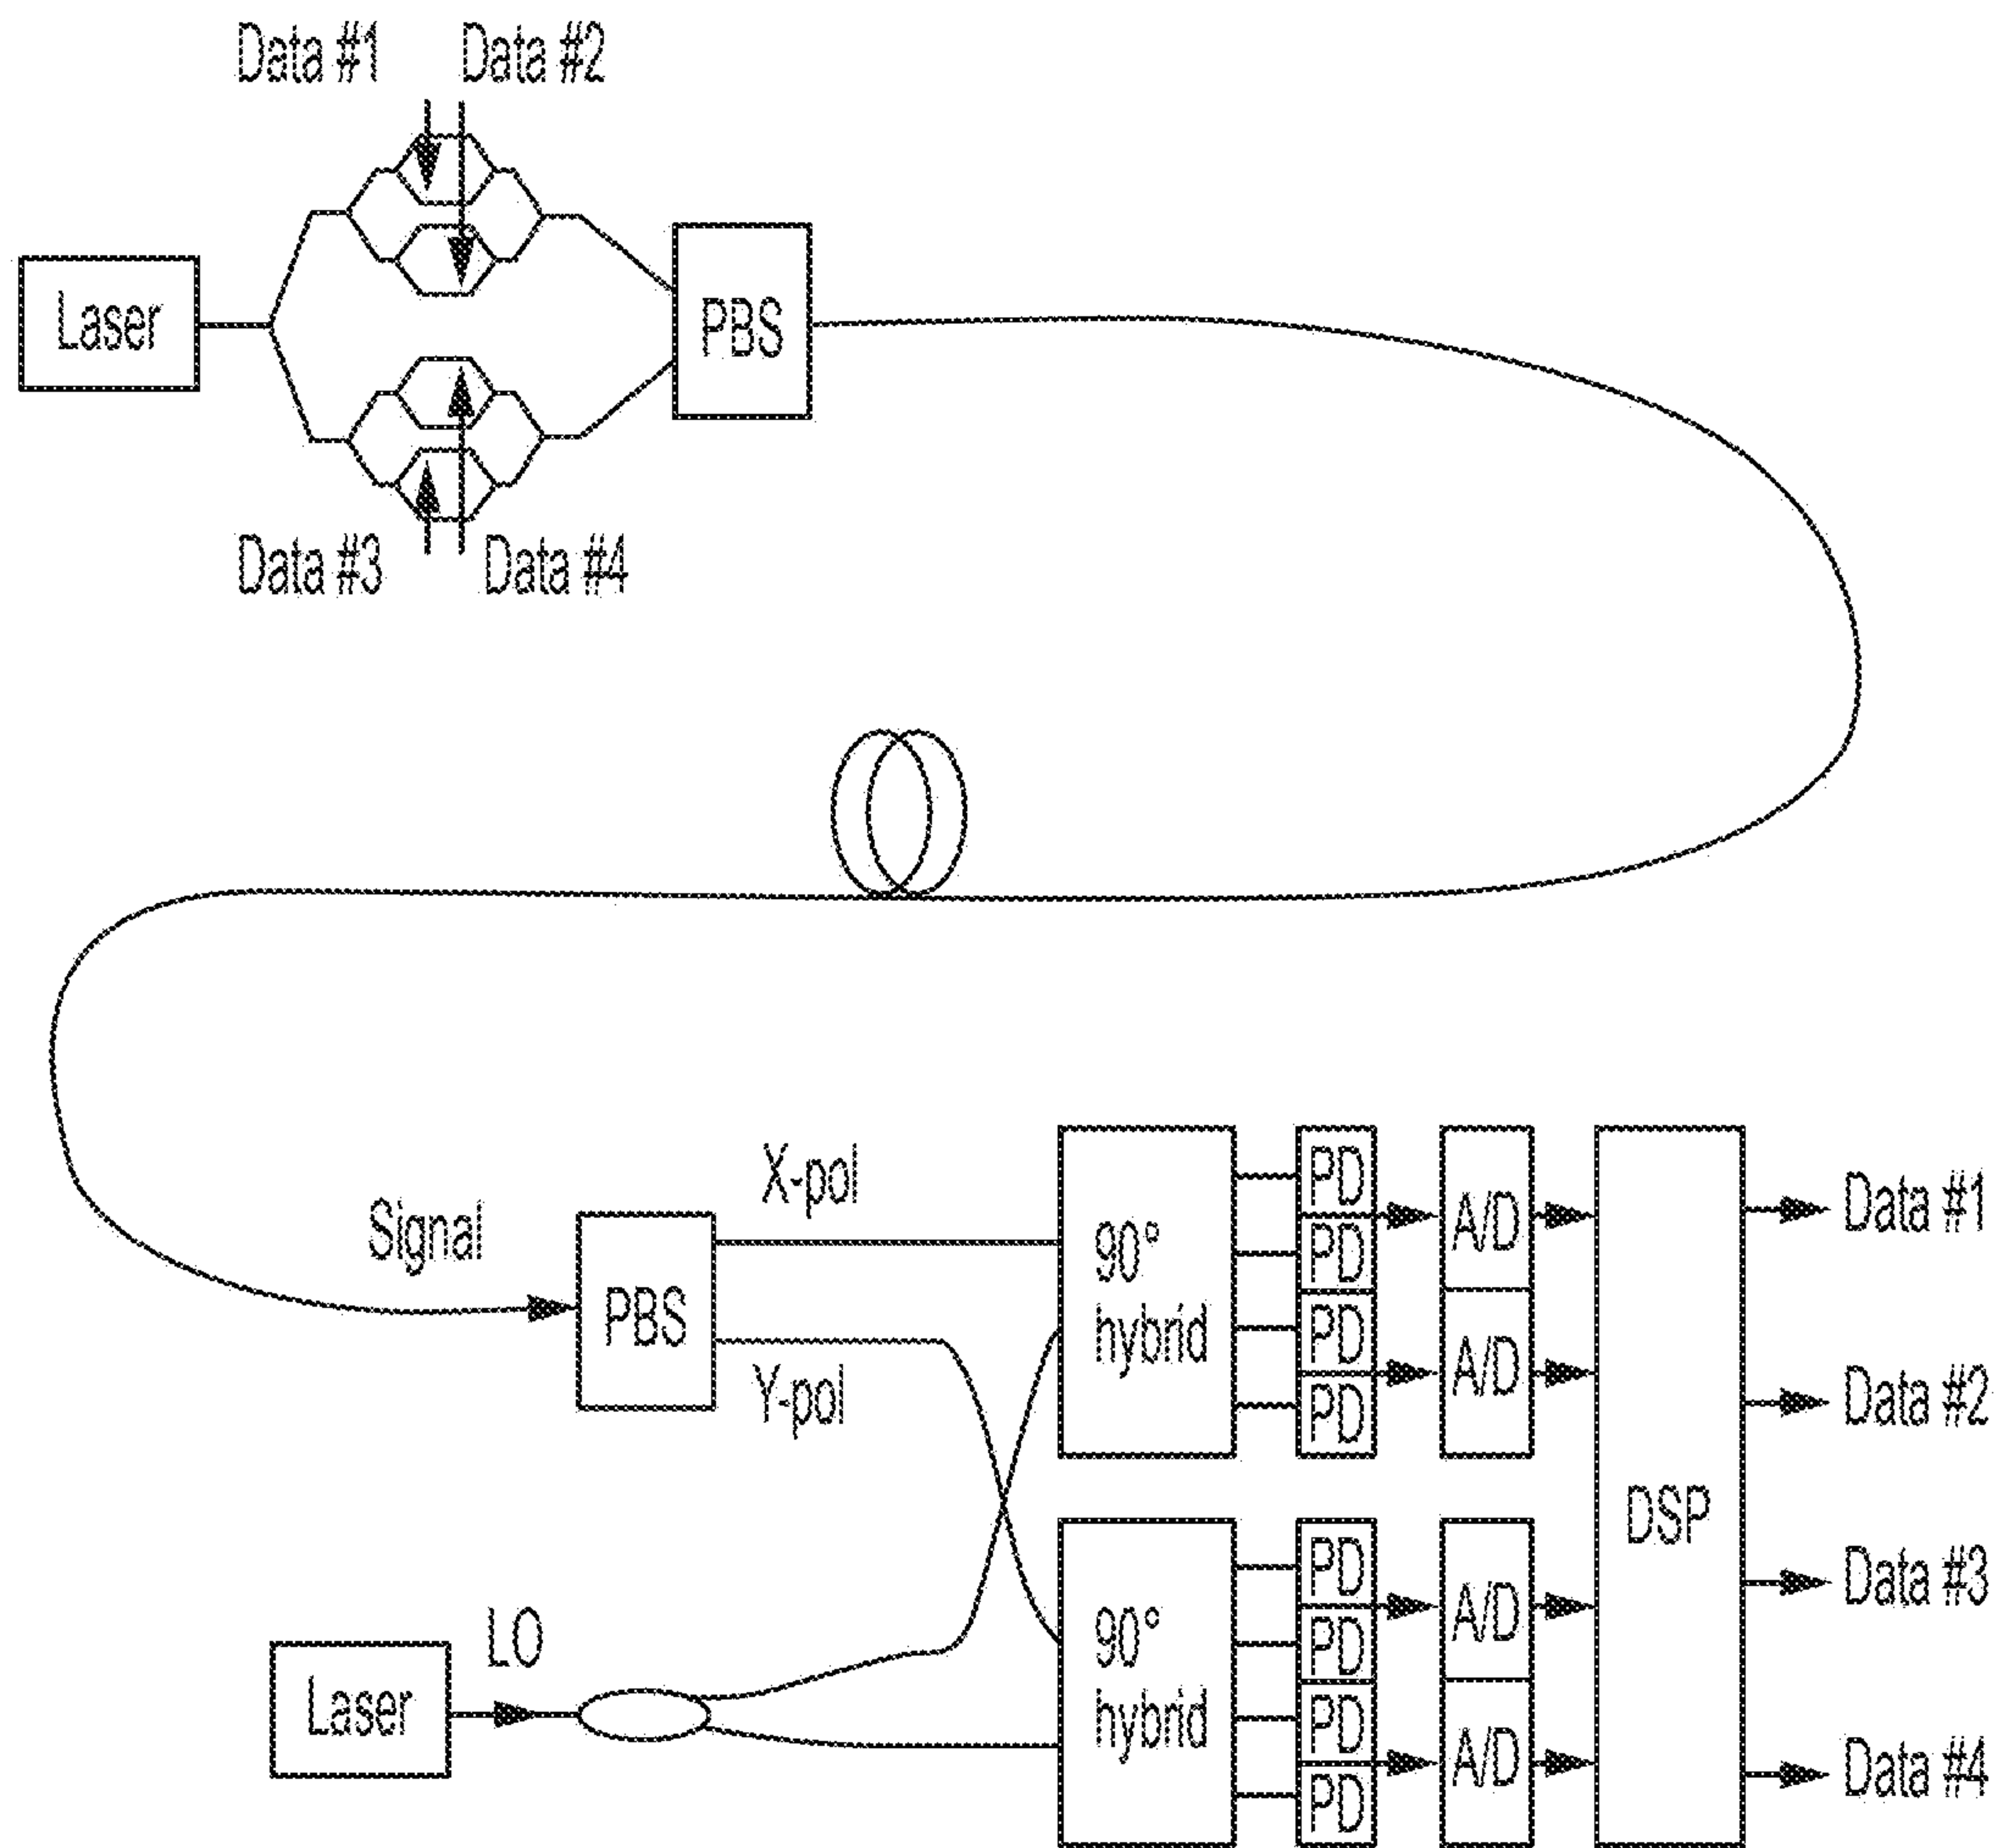 Data #1 Data #2
Laser
PBS
Data #3 Data #4
Signal
PBS
X-pol
Y-pol
LO
Laser
90°
hybrid
PD
PD
PD
PD
A/D
A/D
90°
hybrid
PD
PD
PD
PD
A/D
A/D
DSP
Data #1
Data #2
Data #3
Data #4